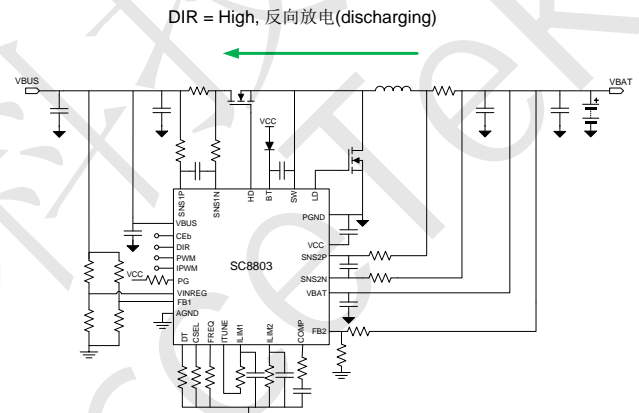 DIR = High, 反向放电(discharging)
VBUS
VBAT
VCC
SNS1P
SNS1N
HD
BT
SW
LD
VBUS
CEb
DIR
PWM
IPWM
VCC
PG
VINREG
FB1
AGND
SC8803
PGND
VCC
SNS2P
SNS2N
VBAT
FB2
DT
CSEL
FREQ
ITUNE
ILIM1
ILIM2
COMP